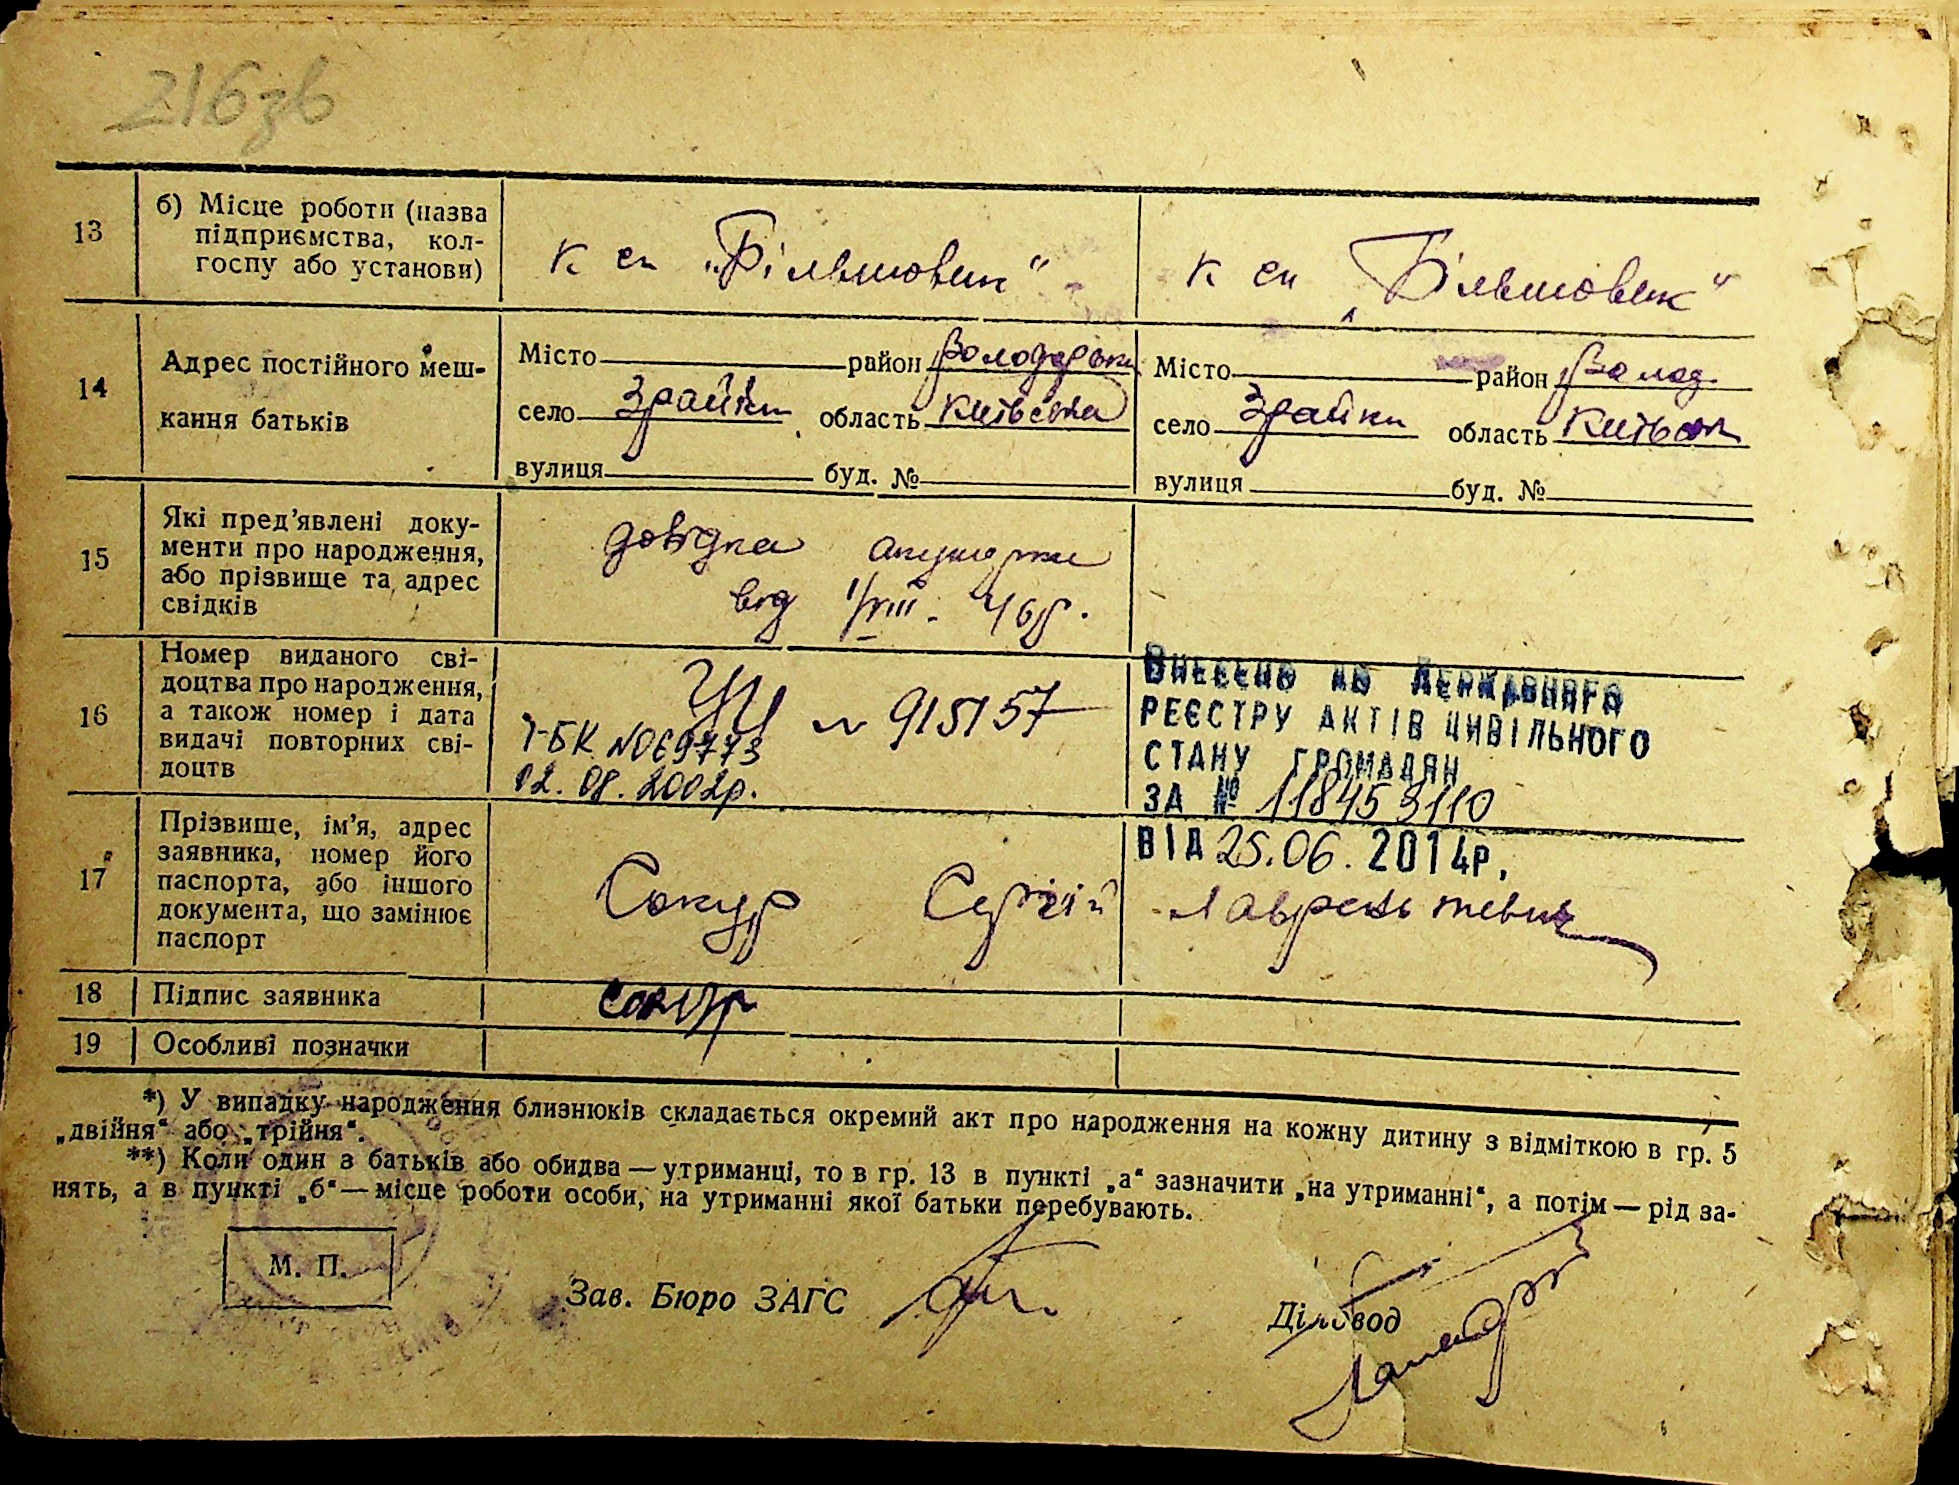 216зв
13
б) Місце роботи (назва
підприємства, кол-
госпу або установи)
к сп „Більшовик“
к сп „Більшовик“
14
Адрес постійного меш-
кання батьків
Місто район Володарськ
село Зрайки область Київська
вулиця буд. №
Місто район Волод.
село Зрайки область Київськ
вулиця буд. №
15
Які пред’явлені доку-
менти про народження,
або прізвище та адрес
свідків
довідка акушерки
від 1/VIII. 46р.
16
Номер виданого сві-
доцтва про народження,
а також номер і дата
видачі повторних сві-
доцтв
№ 915157
І-БК №069773
02.08.2002р.
Внесено до Державного
реєстру актів цивільного
стану громадян
за № 118459110
від 25.06.2014р.
17
Прізвище, ім’я, адрес
заявника, номер його
паспорта, або іншого
документа, що замінює
паспорт
Сокур Сергій Лаврентьевич
18
Підпис заявника
Сокур
19
Особливі позначки
*) У випадку народження близнюків складається окремий акт про народження на кожну дитину з відміткою в гр. 5
„двійня“ або „трійня“.
**) Коли один з батьків або обидва — утриманці, то в гр. 13 в пункті „а“ зазначити „на утриманні“, а потім — рід за-
нять, а в пункті „б“ — місце роботи особи, на утриманні якої батьки перебувають.
М. П.
Зав. Бюро ЗАГС
Діловод